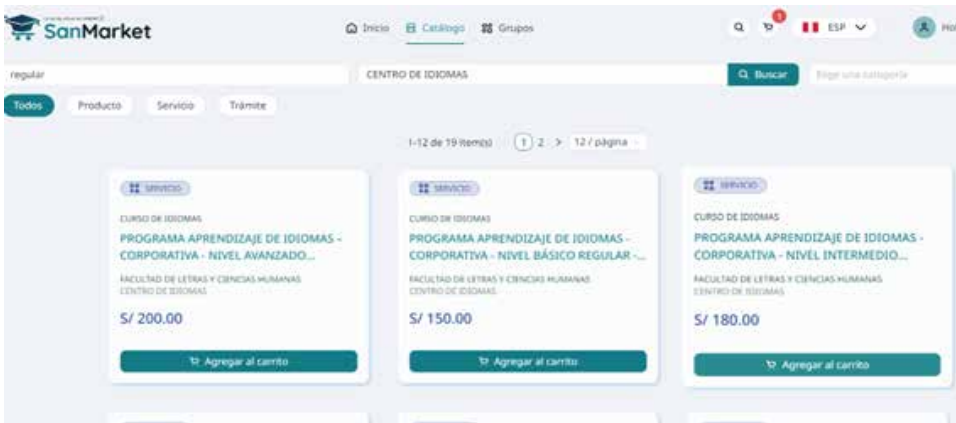 SanMarket
Inicio
Catálogo
Grupos
1
ESP
regular
CENTRO DE IDIOMAS
Buscar
Elige una categoría
Todos
Producto
Servicio
Trámite
1-12 de 19 item(s)
1
2
>
12 / página
SERVICIO
CURSO DE IDIOMAS
PROGRAMA APRENDIZAJE DE IDIOMAS -
CORPORATIVA - NIVEL AVANZADO...
FACULTAD DE LETRAS Y CIENCIAS HUMANAS
CENTRO DE IDIOMAS
S/ 200.00
Agregar al carrito
SERVICIO
CURSO DE IDIOMAS
PROGRAMA APRENDIZAJE DE IDIOMAS -
CORPORATIVA - NIVEL BÁSICO REGULAR -...
FACULTAD DE LETRAS Y CIENCIAS HUMANAS
CENTRO DE IDIOMAS
S/ 150.00
Agregar al carrito
SERVICIO
CURSO DE IDIOMAS
PROGRAMA APRENDIZAJE DE IDIOMAS -
CORPORATIVA - NIVEL INTERMEDIO...
FACULTAD DE LETRAS Y CIENCIAS HUMANAS
CENTRO DE IDIOMAS
S/ 180.00
Agregar al carrito